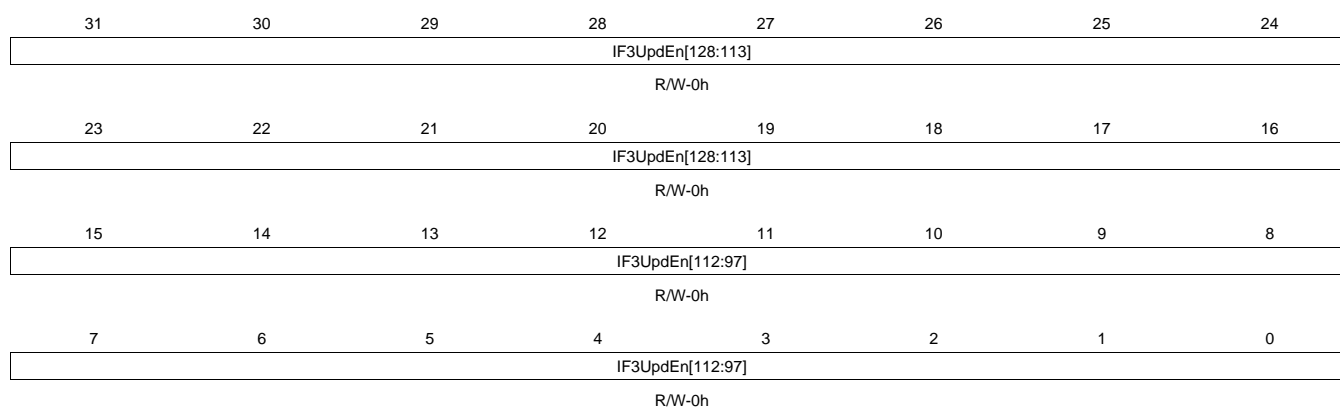 31 30 29 28 27 26 25 24
IF3UpdEn[128:113]
R/W-0h
23 22 21 20 19 18 17 16
IF3UpdEn[128:113]
R/W-0h
15 14 13 12 11 10 9 8
IF3UpdEn[112:97]
R/W-0h
7 6 5 4 3 2 1 0
IF3UpdEn[112:97]
R/W-0h